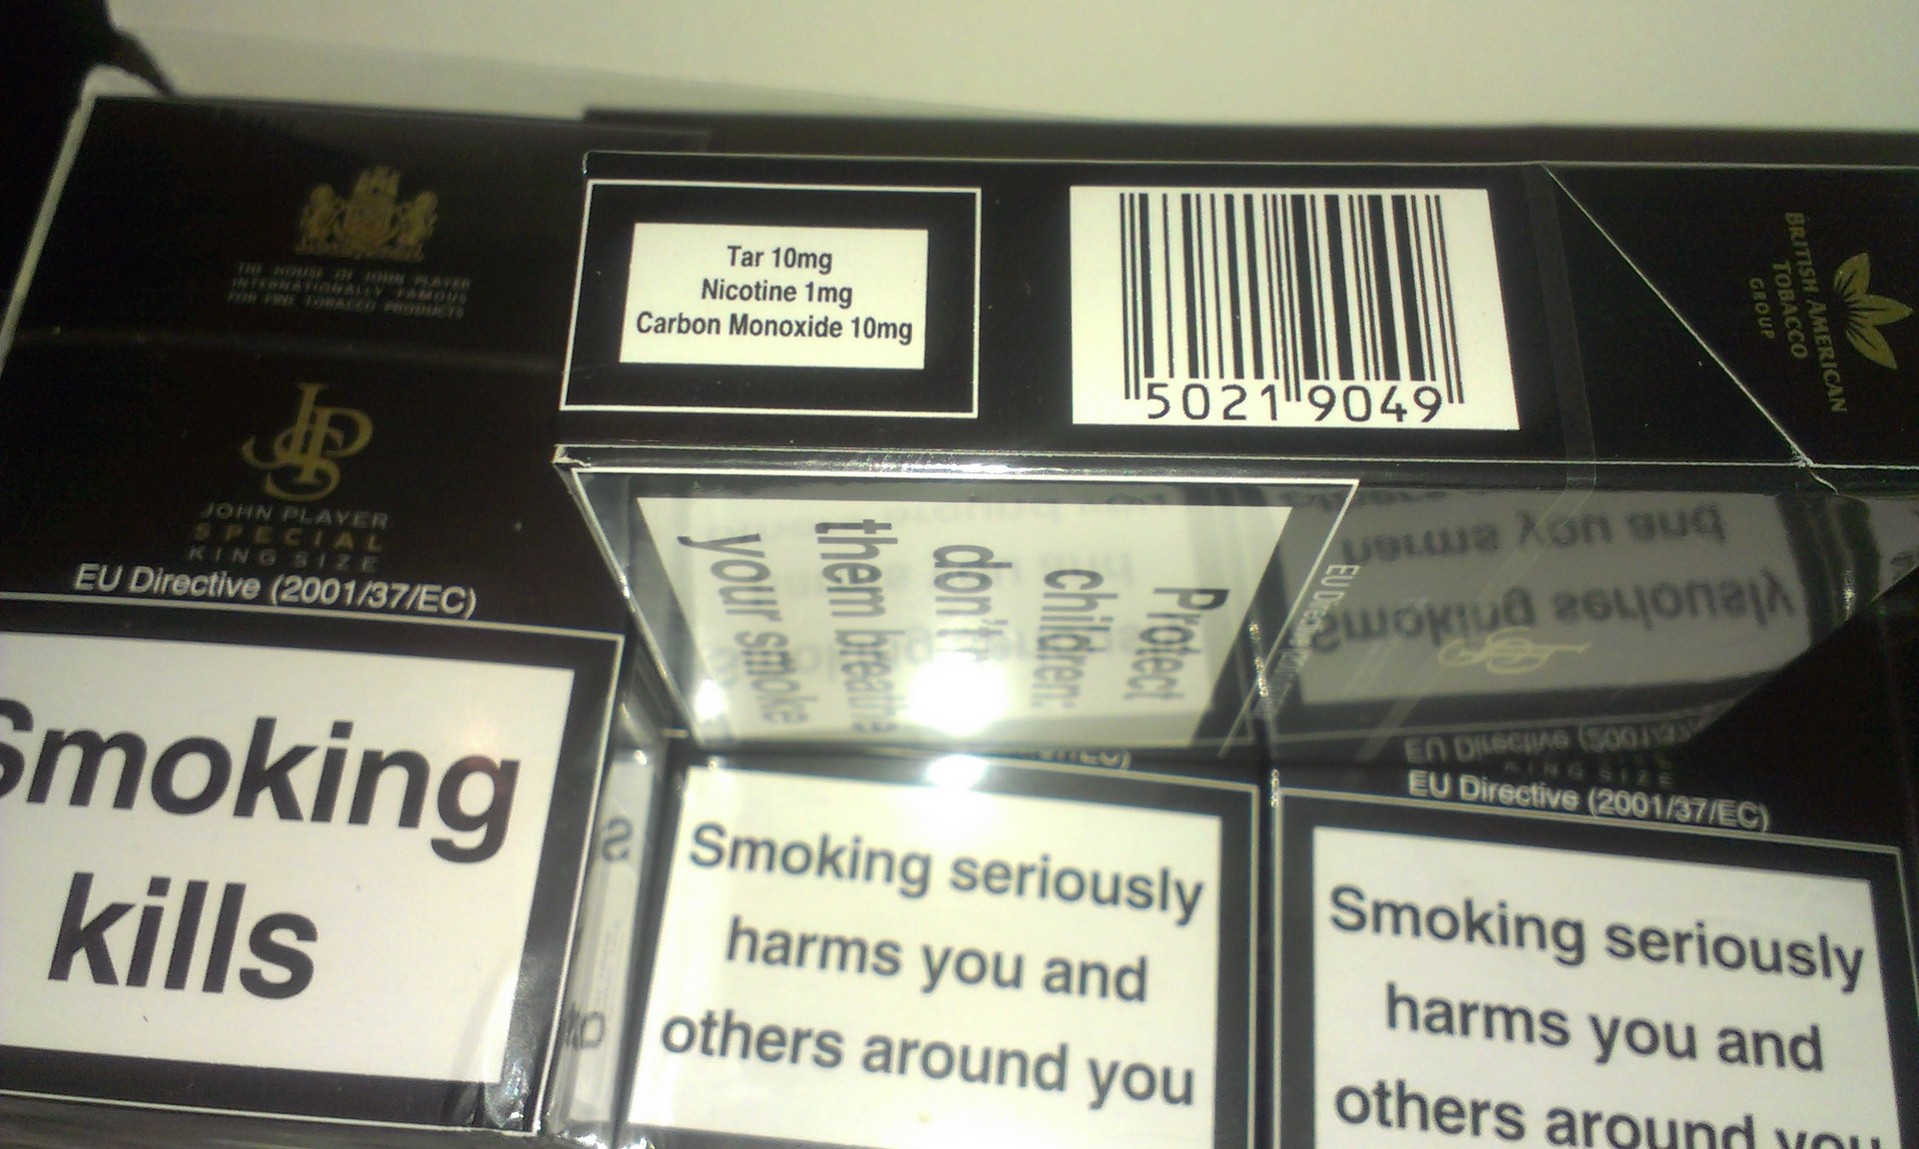 THE HOUSE OF JOHN PLAYER
INTERNATIONALLY FAMOUS
FOR FINE TOBACCO PRODUCTS
JPS
JOHN PLAYER
SPECIAL
KING SIZE
EU Directive (2001/37/EC)
Smoking
kills
Tar 10mg
Nicotine 1mg
Carbon Monoxide 10mg
5021 9049
BRITISH AMERICAN
TOBACCO
GROUP
Protect
children:
don't
them breathe
your smoke
Smoking seriously
harms you and
others around you
EU Directive (2001/37/EC)
Smoking seriously
harms you and
others around you